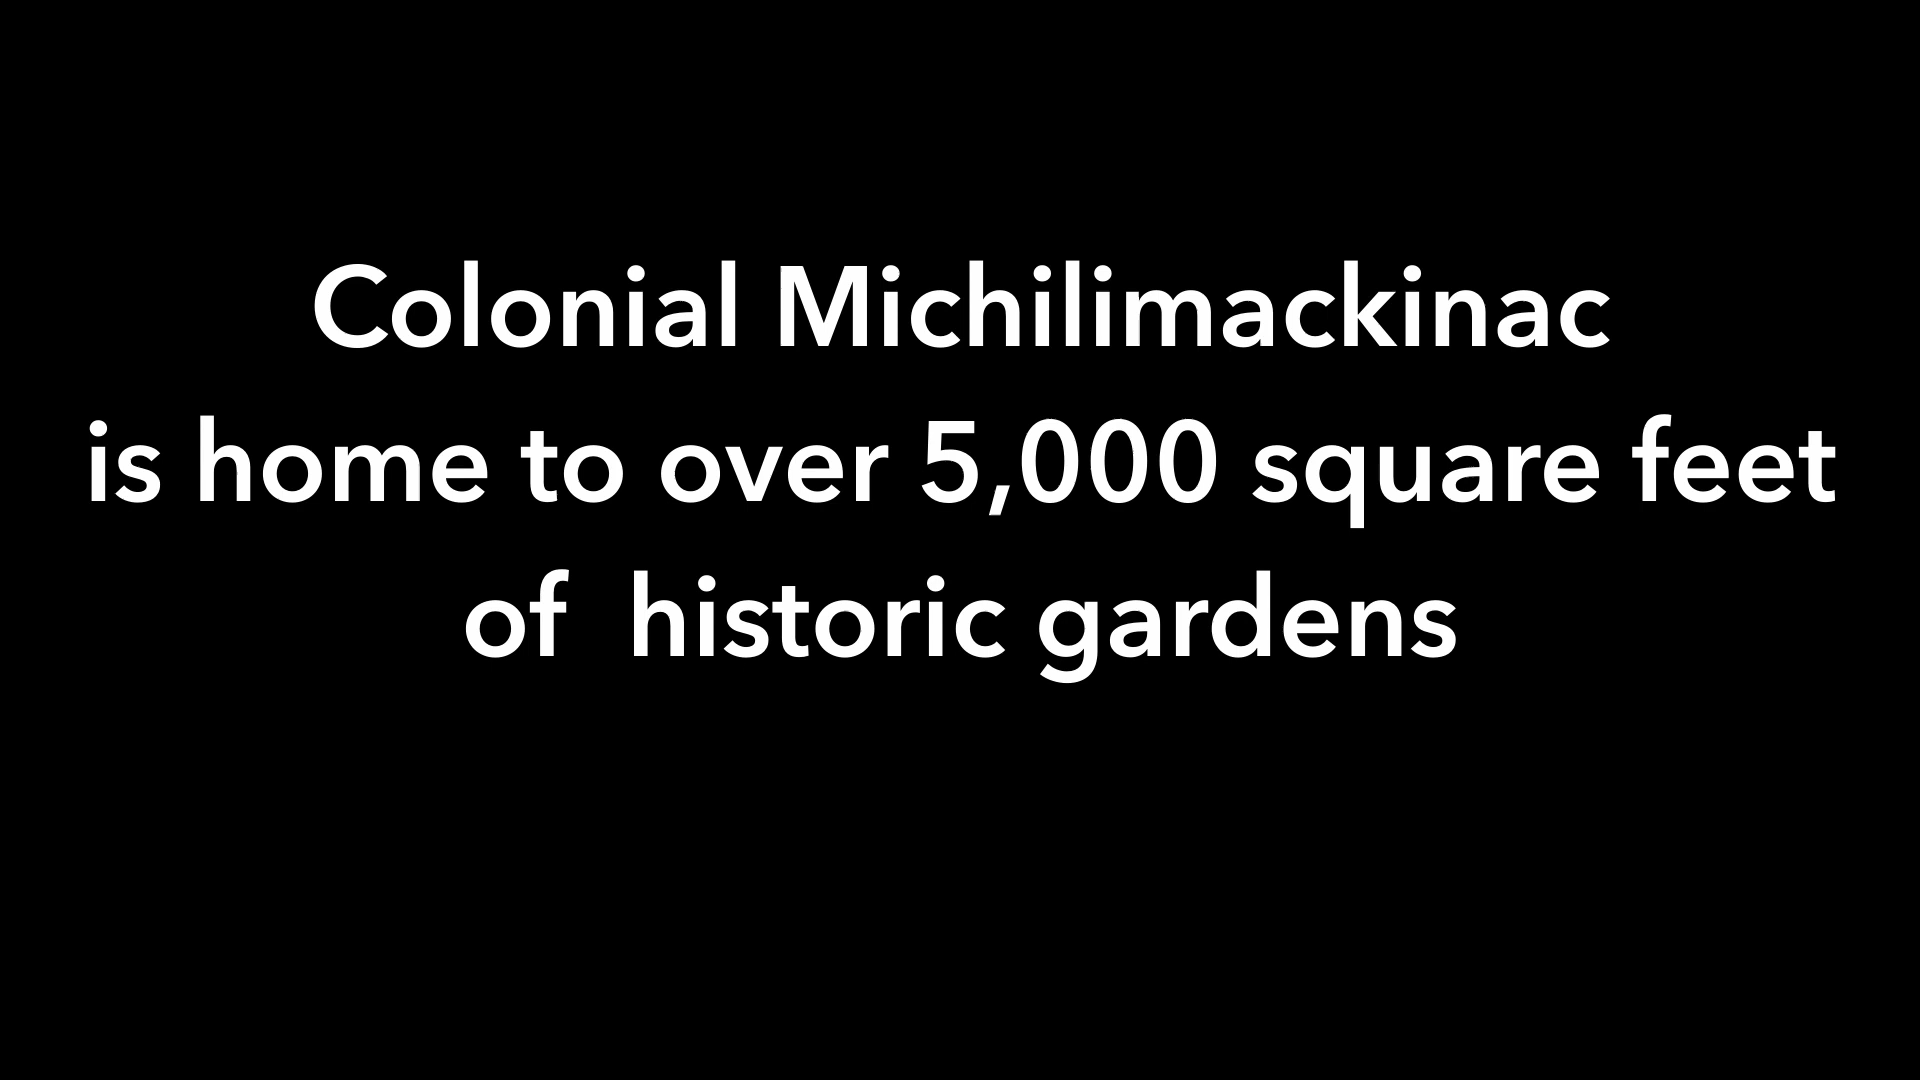 Colonial Michilimackinac
is home to over 5,000 square feet
of  historic gardens